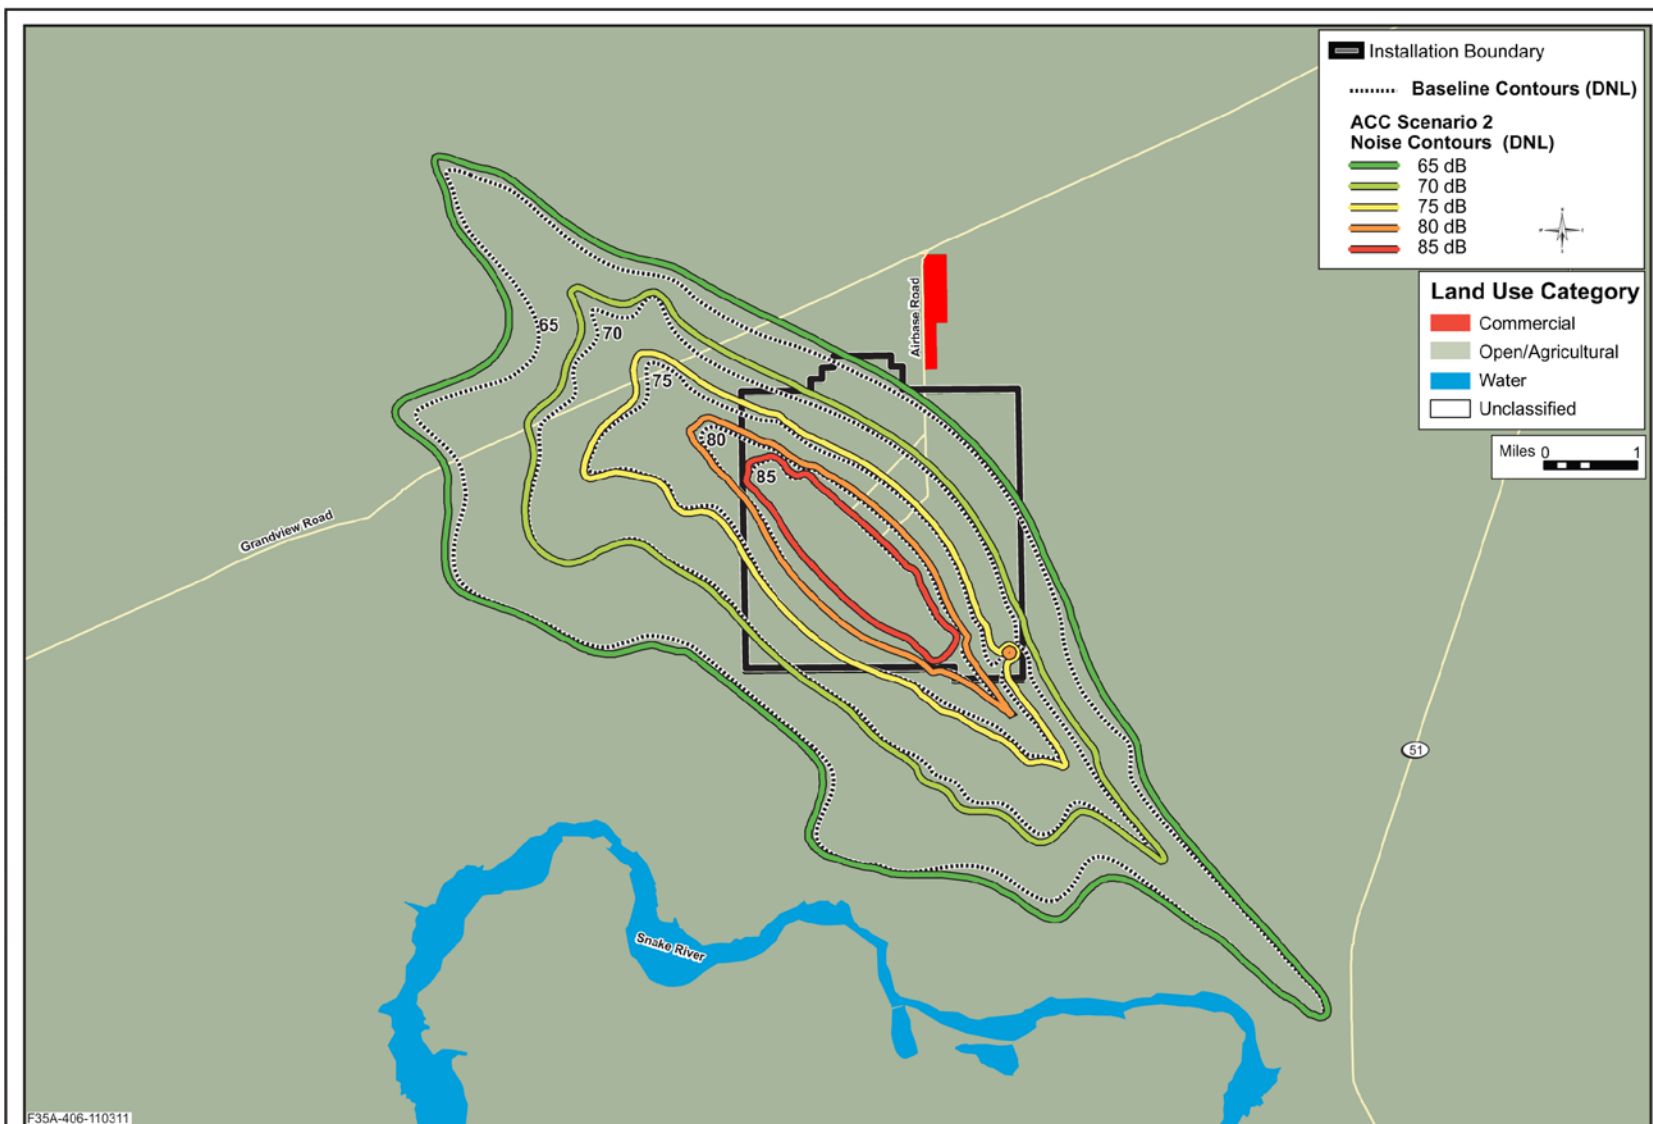 Installation Boundary
Baseline Contours (DNL)
ACC Scenario 2
Noise Contours (DNL)
65 dB
70 dB
75 dB
80 dB
85 dB
Land Use Category
Commercial
Open/Agricultural
Water
Unclassified
Miles 0 1
65
70
75
80
85
Airbase Road
Grandview Road
51
Snake River
F35A-406-110311